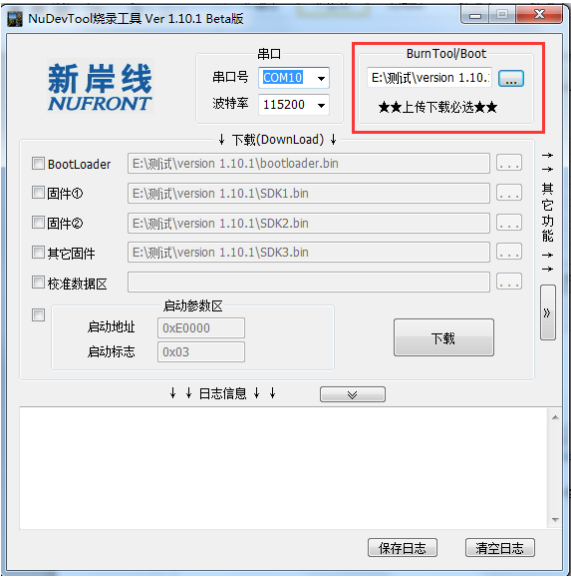 NuDevTool烧录工具 Ver 1.10.1 Beta版
新岸线
NUFRONT
串口
串口号 COM10
波特率 115200
BurnTool/Boot
E:\测试\version 1.10.: ...
★★上传下载必选★★
↓ 下载(DownLoad) ↓
BootLoader E:\测试\version 1.10.1\bootloader.bin ...
固件① E:\测试\version 1.10.1\SDK1.bin ...
固件② E:\测试\version 1.10.1\SDK2.bin ...
其它固件 E:\测试\version 1.10.1\SDK3.bin ...
校准数据区 ...
启动参数区
启动地址 0xE0000
启动标志 0x03
下载
→→其它功能→→
»
↓ ↓ 日志信息 ↓ ↓
保存日志 清空日志